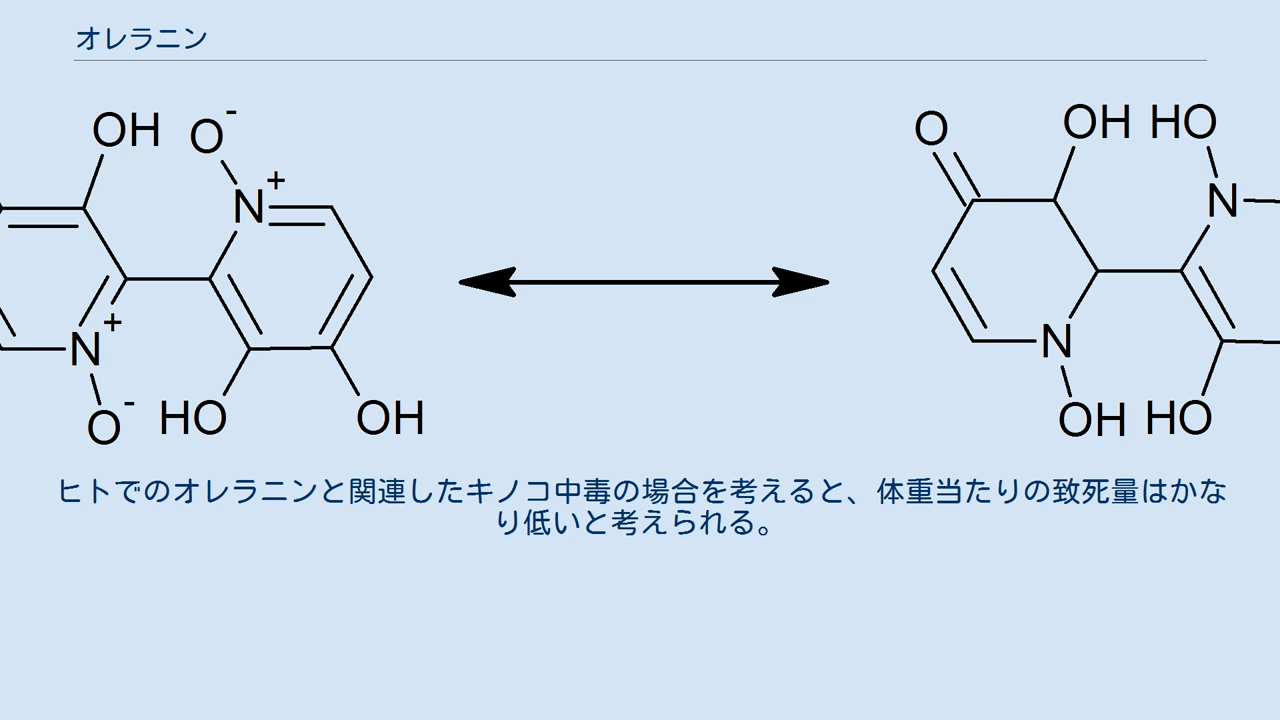 オレラニン
OH O- O OH HO
N+ N
N+ N
O- HO OH OH HO
ヒトでのオレラニンと関連したキノコ中毒の場合を考えると、体重当たりの致死量はかな
り低いと考えられる。